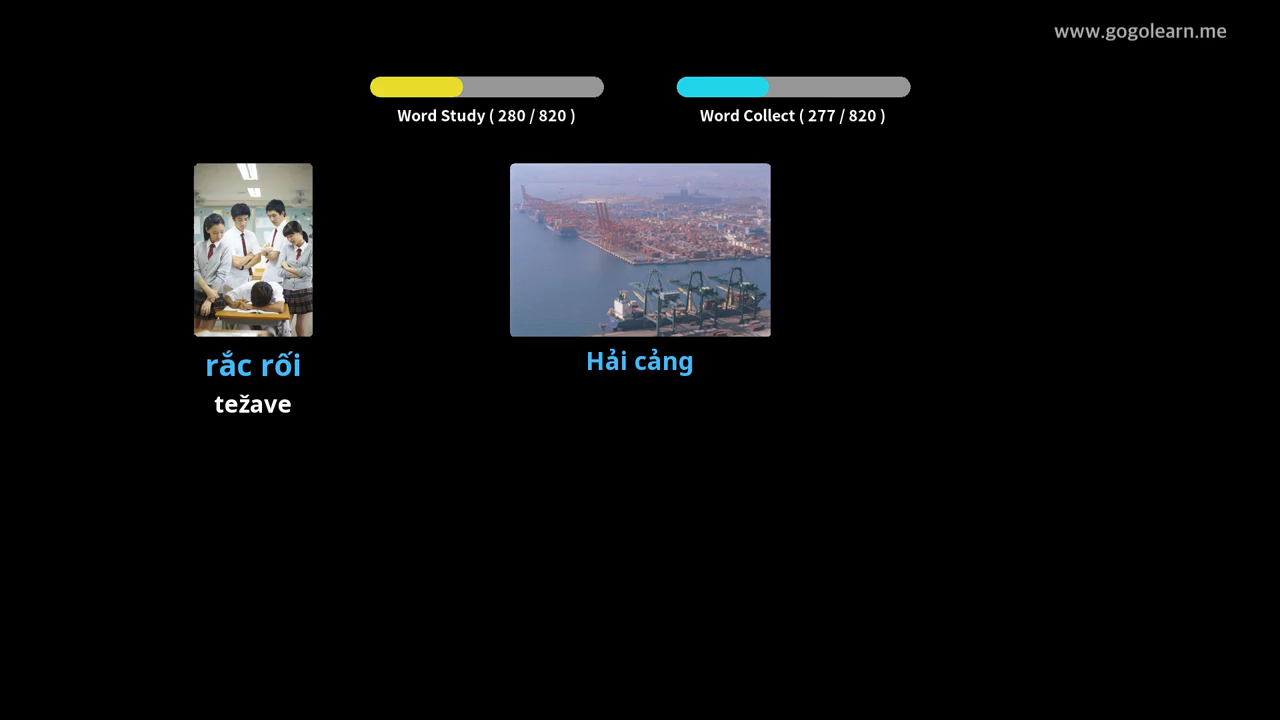 www.gogolearn.me
Word Study ( 280 / 820 )
Word Collect ( 277 / 820 )
rắc rối
težave
Hải cảng